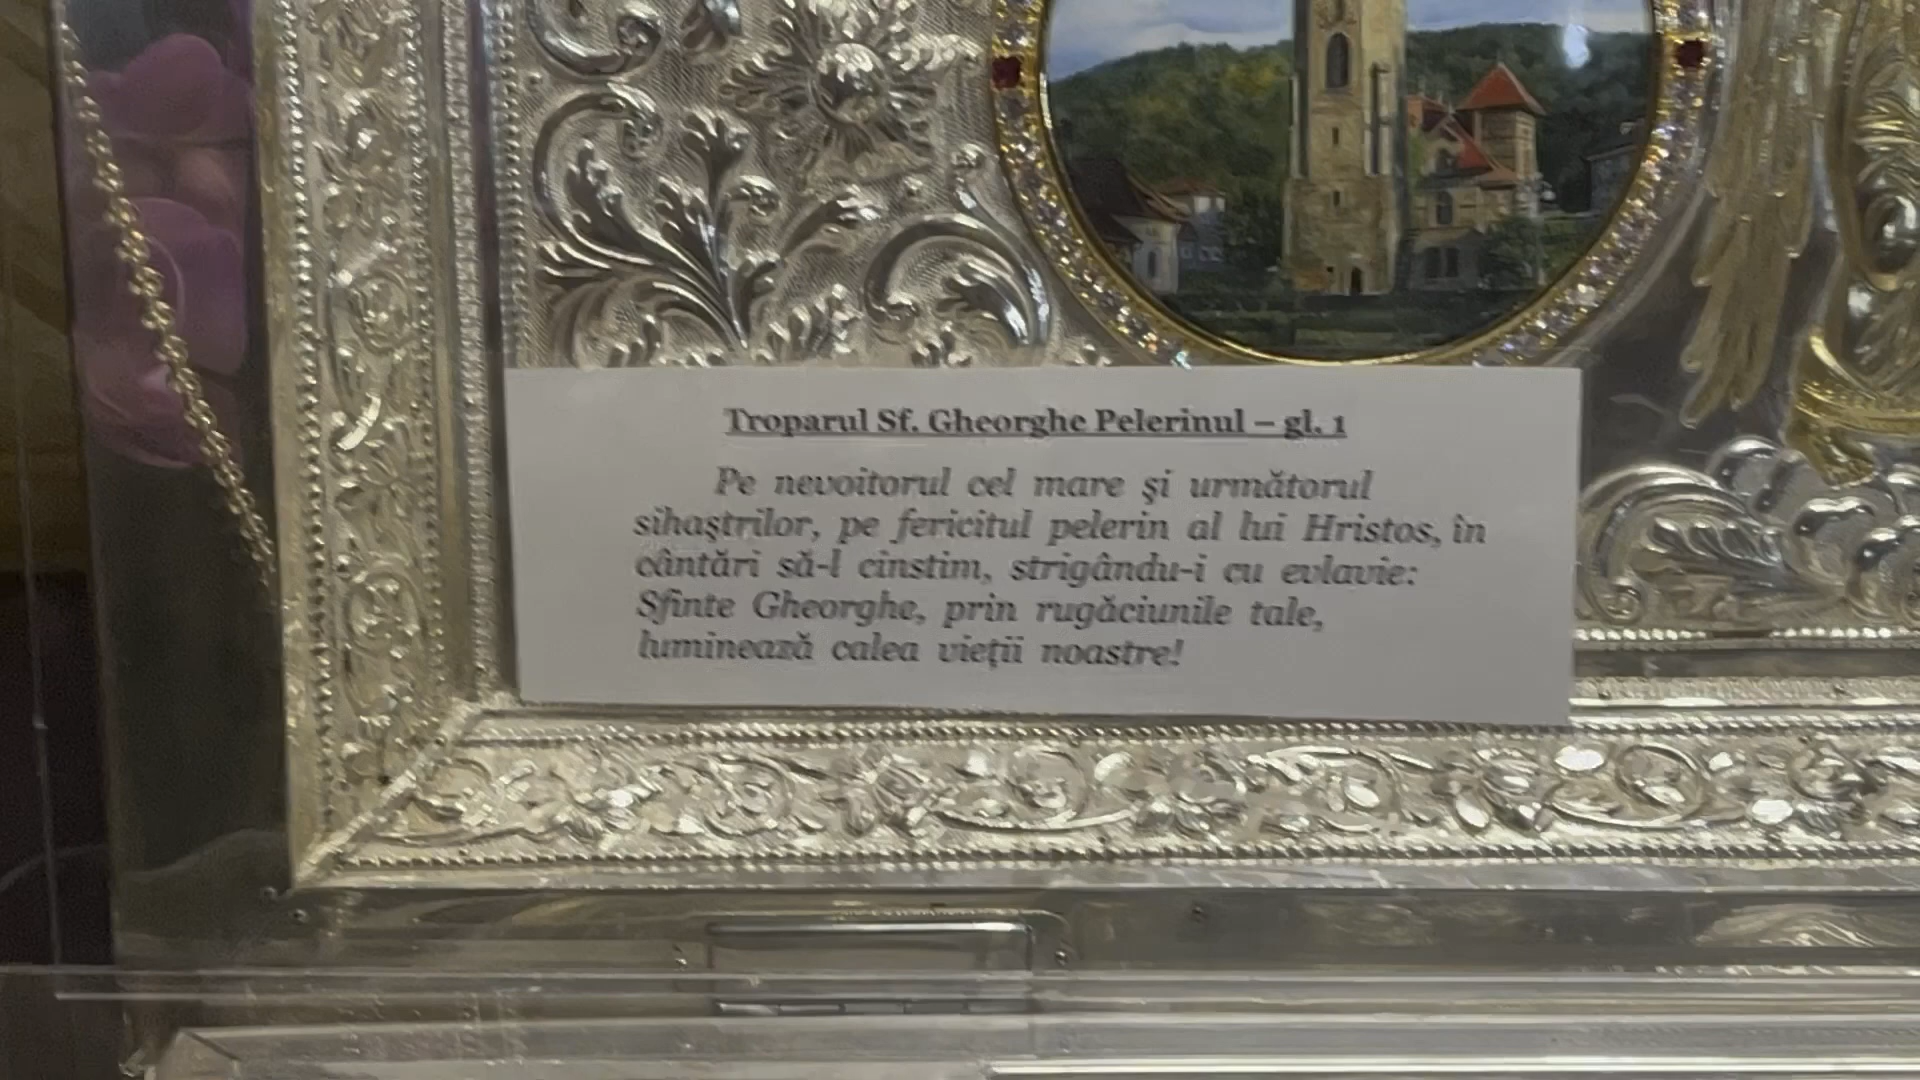 Troparul Sf. Gheorghe Pelerinul – gl. 1
Pe nevoitorul cel mare şi următorul
sihaştrilor, pe fericitul pelerin al lui Hristos, în
cântări să-l cinstim, strigându-i cu evlavie:
Sfinte Gheorghe, prin rugăciunile tale,
luminează calea vieţii noastre!